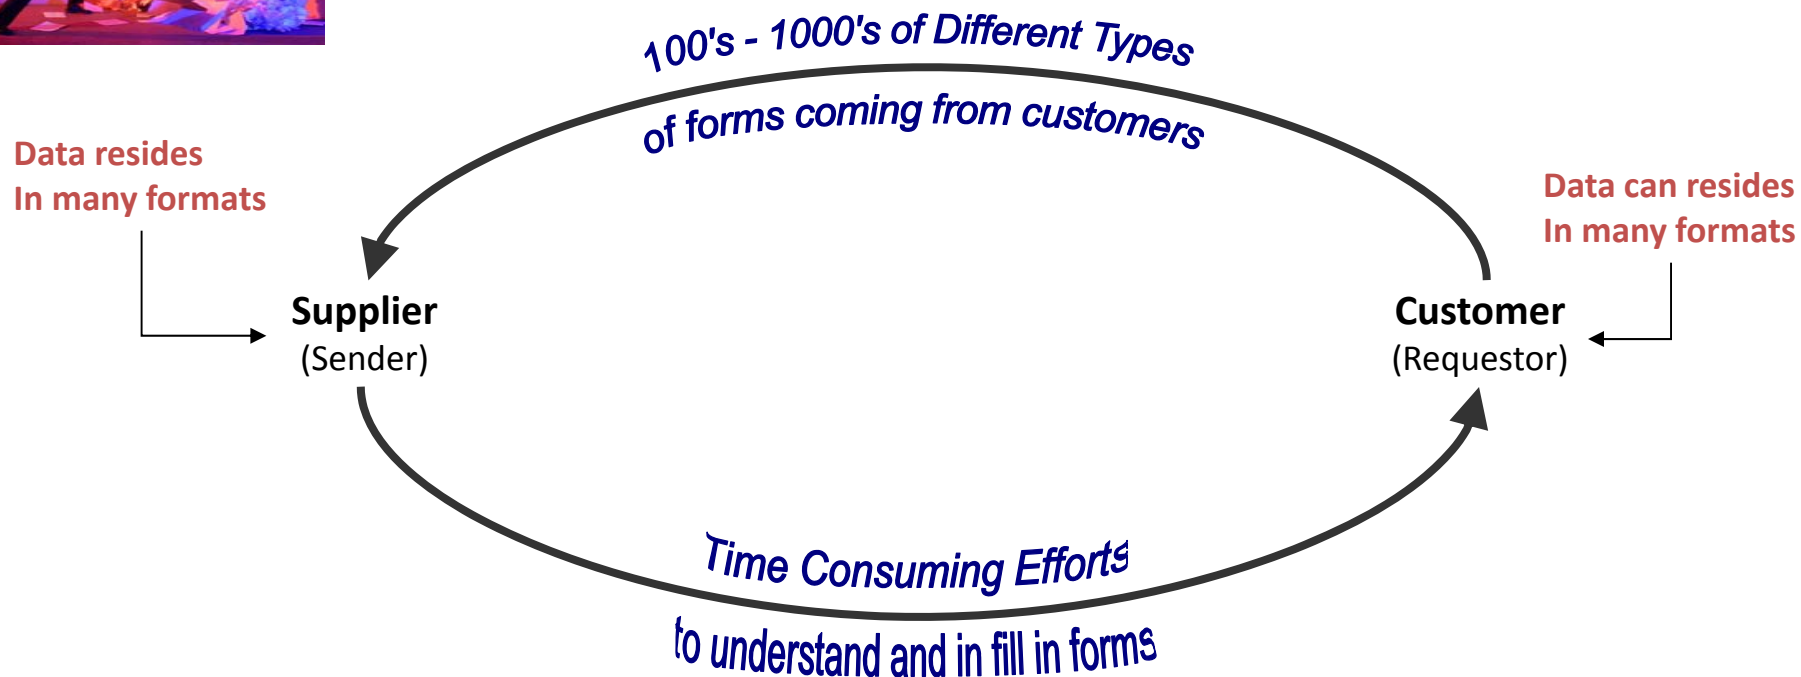 100's - 1000's of Different Types
of forms coming from customers
Data resides
In many formats
Data can resides
In many formats
Supplier
(Sender)
Customer
(Requestor)
Time Consuming Efforts
to understand and in fill in forms